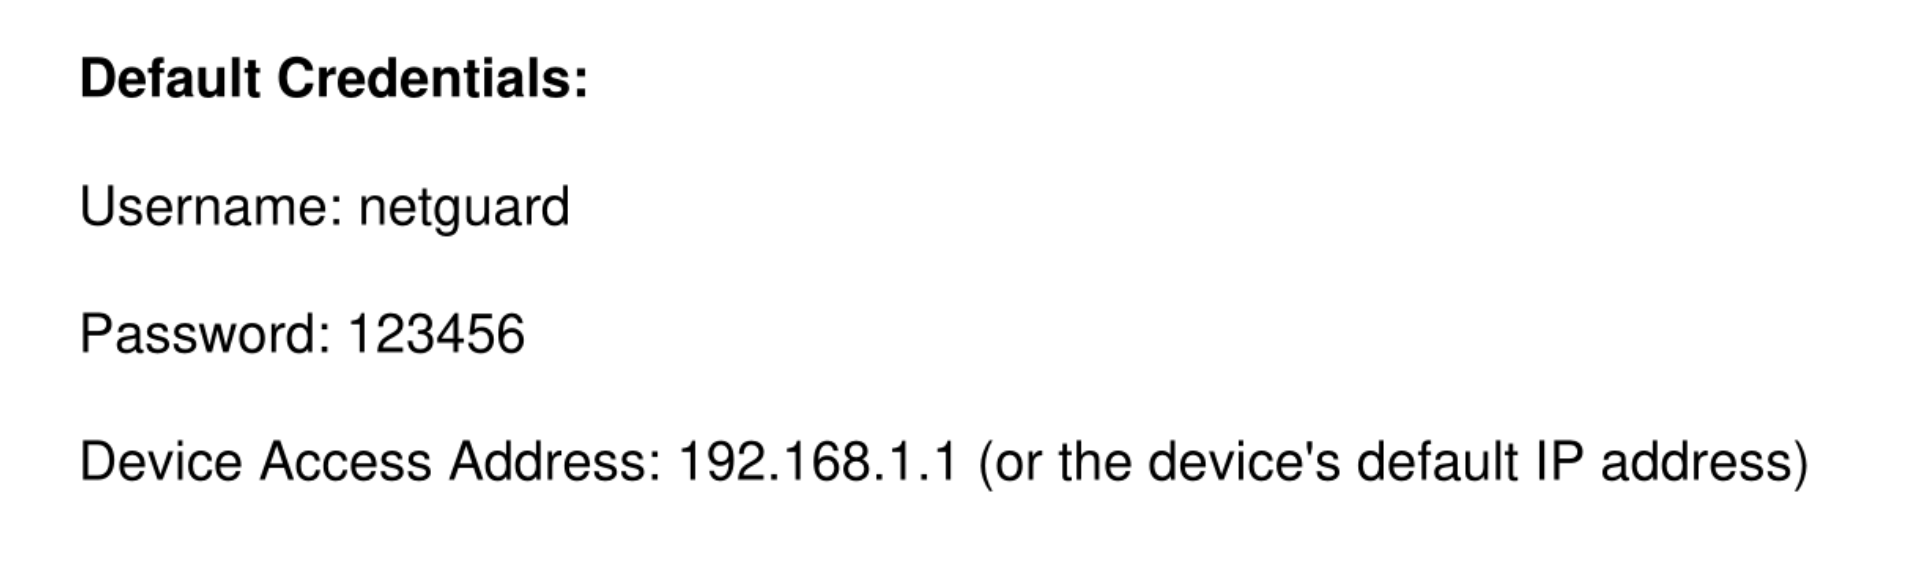 Default Credentials:
Username: netguard
Password: 123456
Device Access Address: 192.168.1.1 (or the device's default IP address)